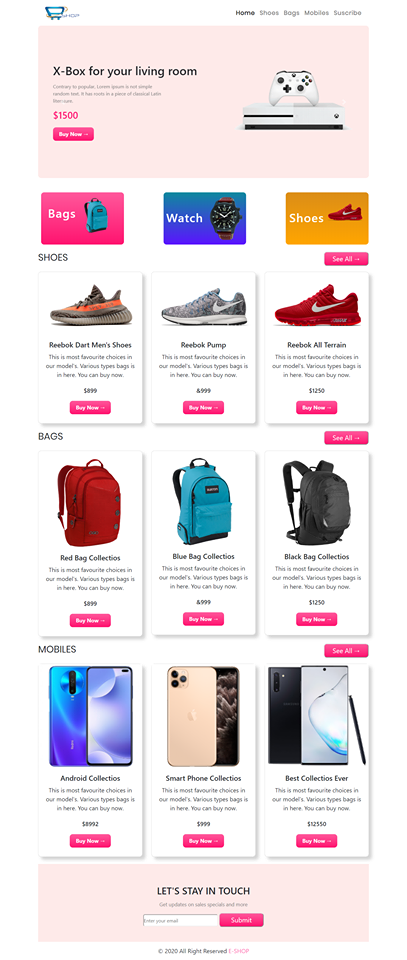 SHOP
Home Shoes Bags Mobiles Suscribe
X-Box for your living room
Contrary to popular, Lorem Ipsum is not simple
random text. It has roots in a piece of classical Latin
liter-ture.
$1500
Buy Now →
Bags
Watch
Shoes
SHOES
See All →
Reebok Dart Men's Shoes
This is most favourite choices in
our model's. Various types bags is
in here. You can buy now.
$899
Buy Now →
Reebok Pump
This is most favourite choices in
our model's. Various types bags is
in here. You can buy now.
&999
Buy Now →
Reebok All Terrain
This is most favourite choices in
our model's. Various types bags is
in here. You can buy now.
$1250
Buy Now →
BAGS
See All →
Red Bag Collectios
This is most favourite choices in
our model's. Various types bags is
in here. You can buy now.
$899
Buy Now →
Blue Bag Collectios
This is most favourite choices in
our model's. Various types bags is
in here. You can buy now.
&999
Buy Now →
Black Bag Collectios
This is most favourite choices in
our model's. Various types bags is
in here. You can buy now.
$1250
Buy Now →
MOBILES
See All →
Android Collectios
This is most favourite choices in
our model's. Various types bags is
in here. You can buy now.
$8992
Buy Now →
Smart Phone Collectios
This is most favourite choices in
our model's. Various types bags is
in here. You can buy now.
$999
Buy Now →
Best Collectios Ever
This is most favourite choices in
our model's. Various types bags is
in here. You can buy now.
$12550
Buy Now →
LET'S STAY IN TOUCH
Get updates on sales specials and more
Enter your email
Submit
© 2020 All Right Reserved E-SHOP